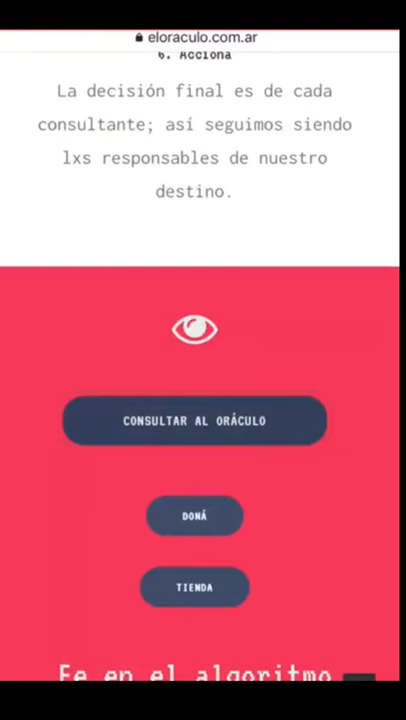 eloraculo.com.ar
6. Acciona
La decisión final es de cada
consultante; así seguimos siendo
lxs responsables de nuestro
destino.
CONSULTAR AL ORÁCULO
DONÁ
TIENDA
Fe en el algoritmo